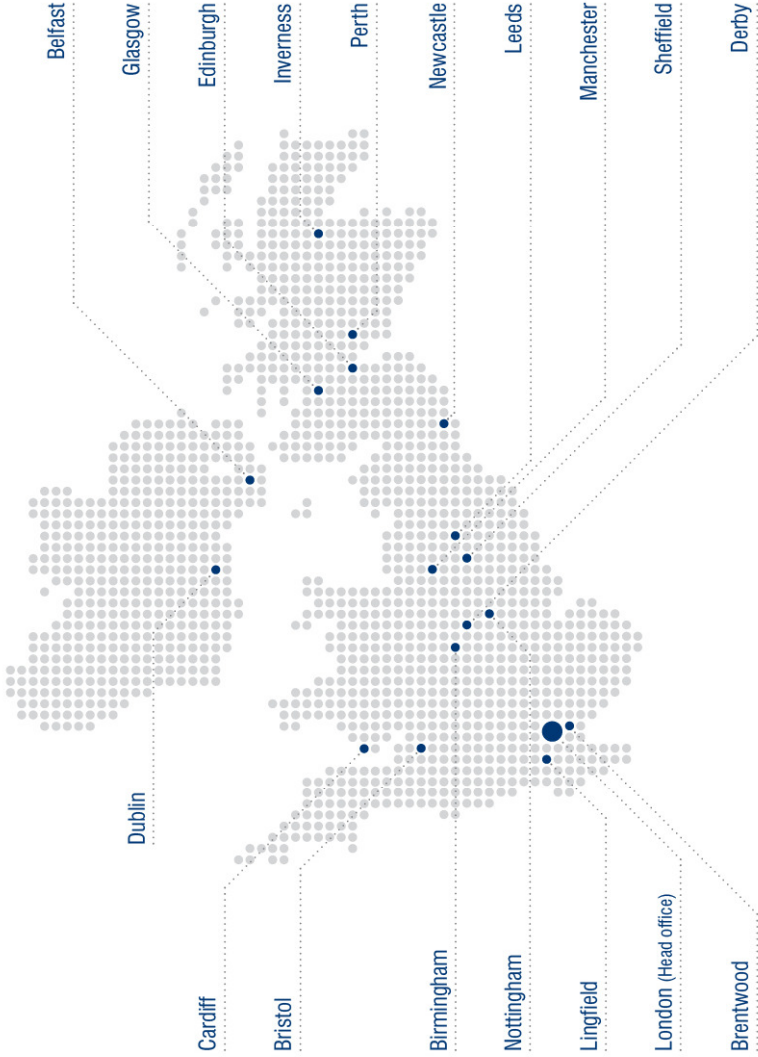 Belfast
Glasgow
Edinburgh
Inverness
Perth
Newcastle
Leeds
Manchester
Sheffield
Derby
Dublin
Cardiff
Bristol
Birmingham
Nottingham
Lingfield
London (Head office)
Brentwood